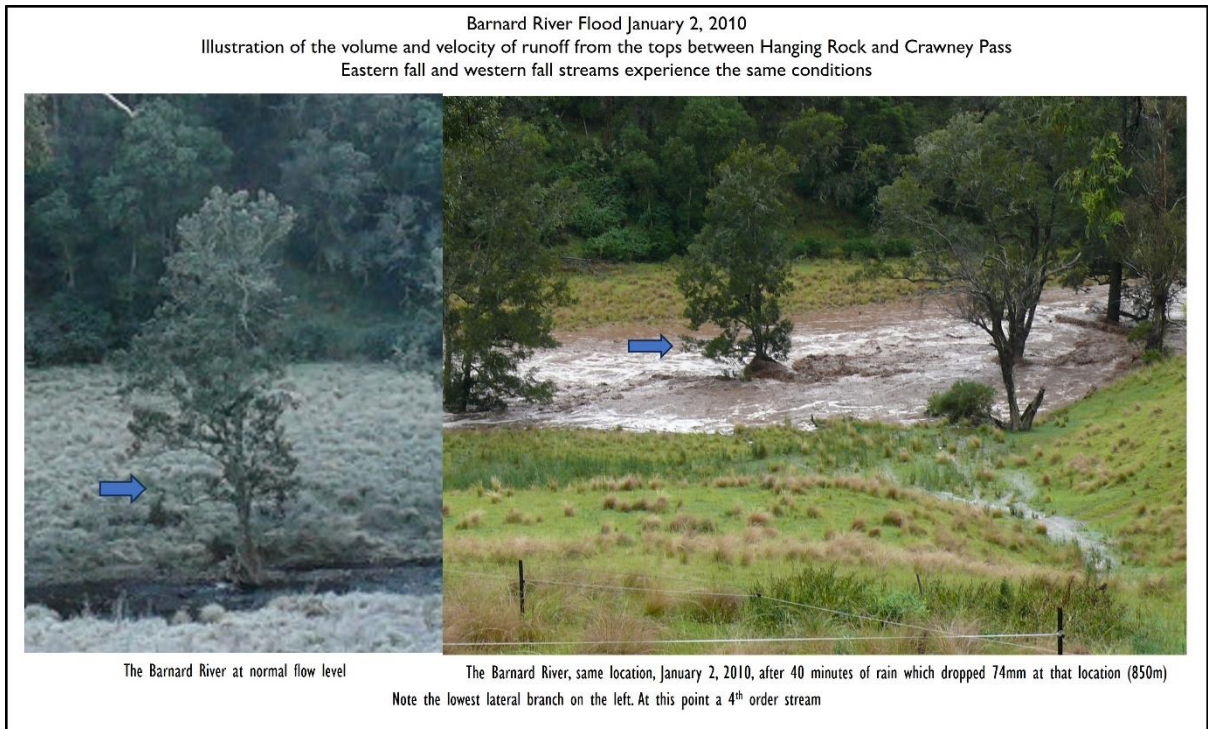 Barnard River Flood January 2, 2010
Illustration of the volume and velocity of runoff from the tops between Hanging Rock and Crawney Pass
Eastern fall and western fall streams experience the same conditions
The Barnard River at normal flow level
The Barnard River, same location, January 2, 2010, after 40 minutes of rain which dropped 74mm at that location (850m)
Note the lowest lateral branch on the left. At this point a 4th order stream